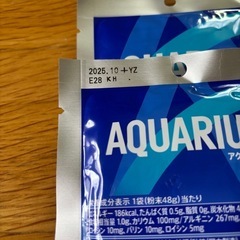 AQUARIU
2025.10+YZ
E28 KH
AQUARIU
成分表示 1袋(粉末48g)当たり
ルギー 186kcal、たんぱく質 0.5g、脂質 0g、炭水化物 4
相当量 1.0g、カリウム 100mg/アルギニン 267mg
シン 10mg、バリン 10mg、ロイシン 5mg